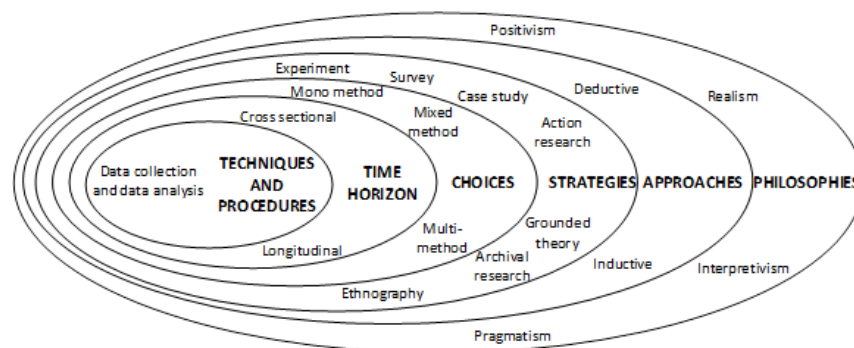 Positivism
Experiment
Survey
Mono method
Case study
Deductive
Realism
Cross sectional
Mixed
method
Action
research
Data collection
and data analysis
TECHNIQUES
AND
PROCEDURES
TIME
HORIZON
CHOICES
STRATEGIES
APPROACHES
PHILOSOPHIES
Longitudinal
Multi-
method
Grounded
theory
Archival
research
Inductive
Interpretivism
Ethnography
Pragmatism